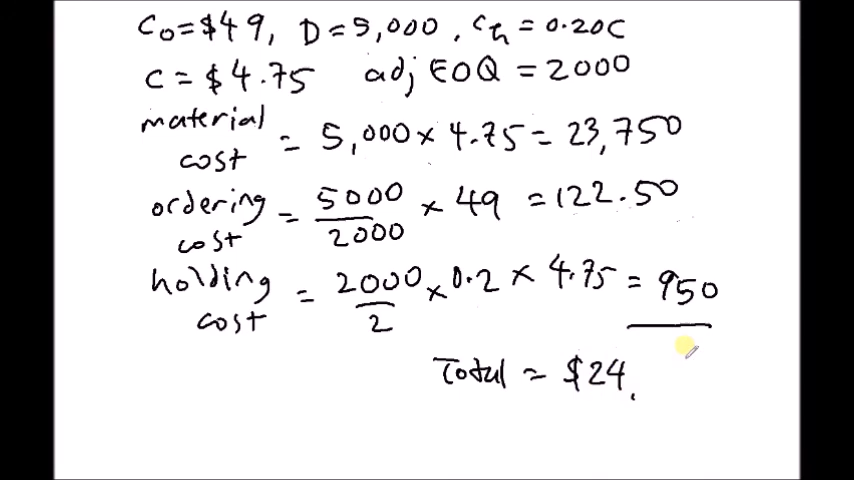 Co = $49, D = 5,000, Ch = 0.20C
C = $4.75 adj EOQ = 2000
material cost = 5,000 × 4.75 = 23,750
ordering cost = 5000/2000 × 49 = 122.50
holding cost = 2000/2 × 0.2 × 4.75 = 950
Total = $24,